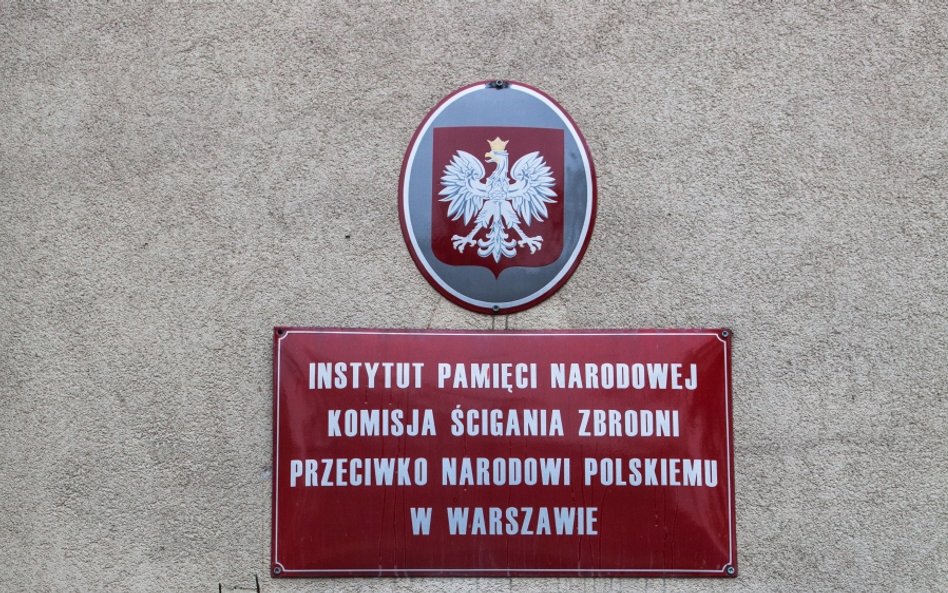 INSTYTUT PAMIĘCI NARODOWEJ
KOMISJA ŚCIGANIA ZBRODNI
PRZECIWKO NARODOWI POLSKIEMU
W WARSZAWIE